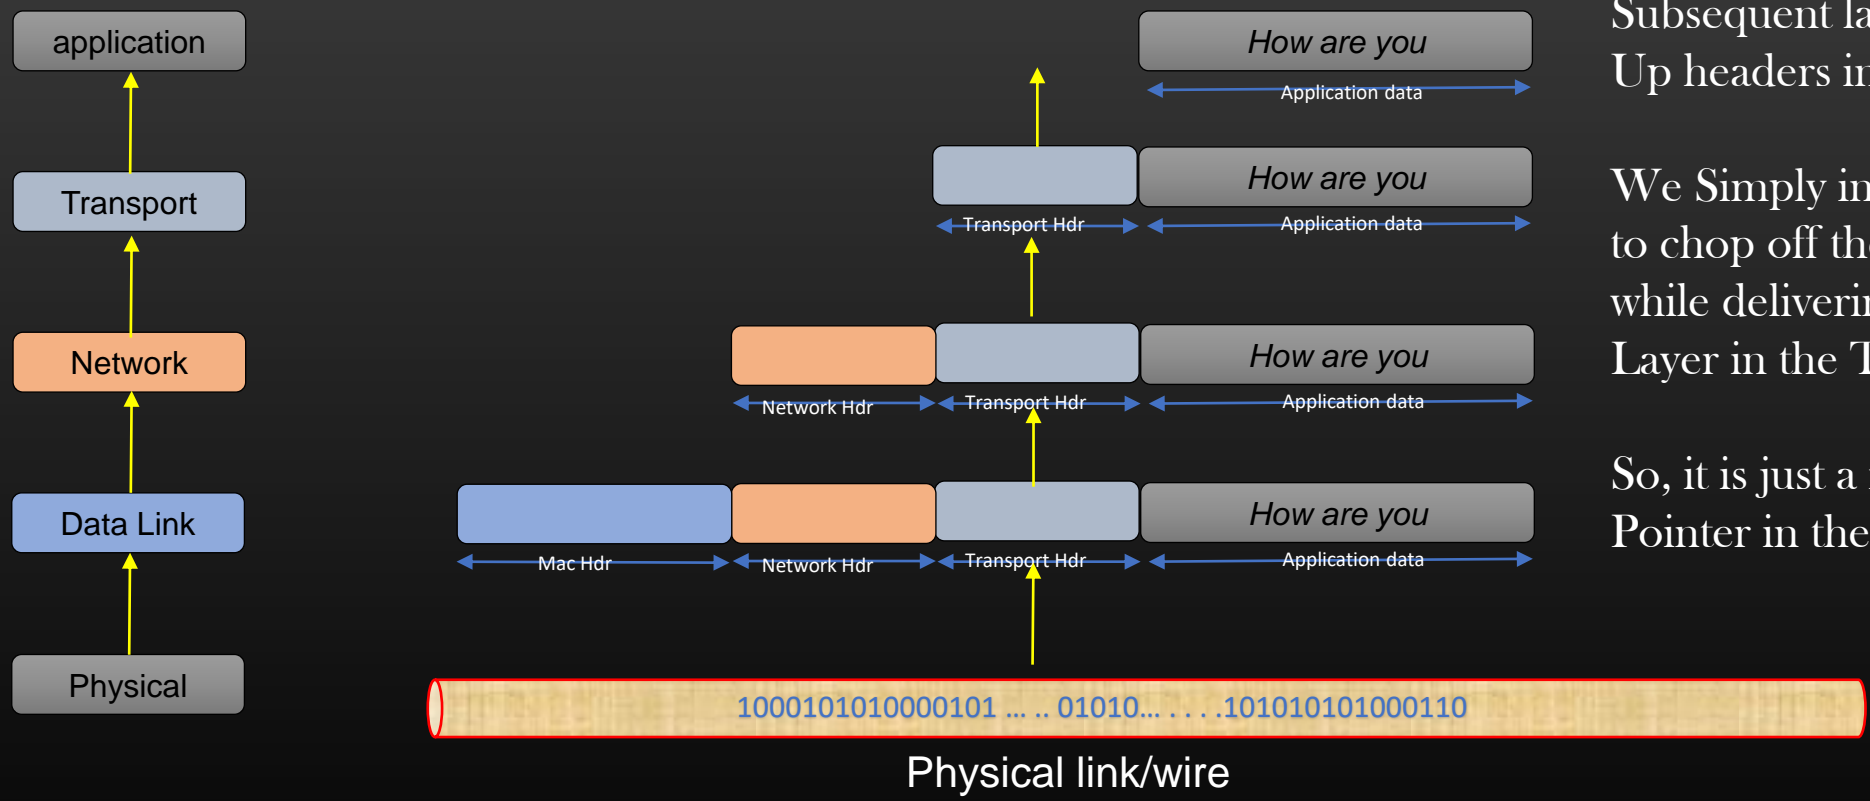 application
How are you
Application data
Transport
How are you
Transport Hdr
Application data
Network
How are you
Network Hdr
Transport Hdr
Application data
Data Link
How are you
Mac Hdr
Network Hdr
Transport Hdr
Application data
Physical
1000101010000101 ... .. 01010... . . . .101010101000110
Physical link/wire
Subsequent
Up headers
We Simply
to chop off
while
Layer in the
So, it is just a
Pointer in the